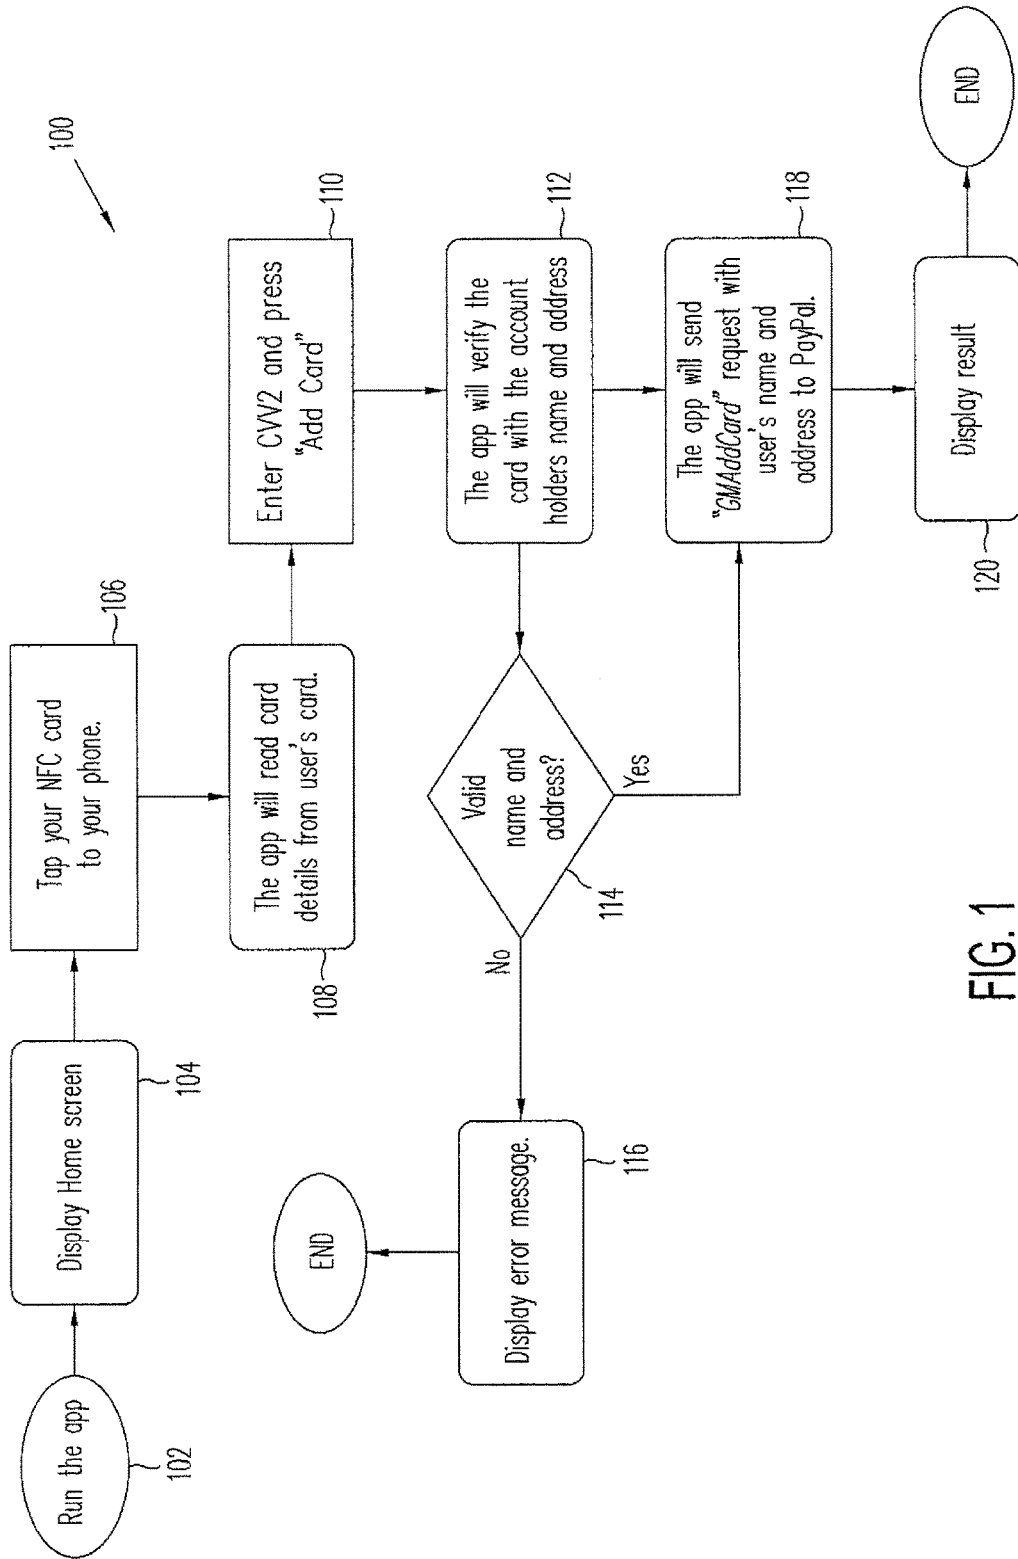 100
Run the app
102
Display Home screen
104
Tap your NFC card
to your phone.
106
The app will read card
details from user's card.
108
Enter CVV2 and press
"Add Card"
110
The app will verify the
card with the account
holders name and address
112
Valid
name and
address?
114
No
Yes
Display error message.
116
END
The app will send
"GMAddCard" request with
user's name and
address to PayPal.
118
Display result
120
END
FIG. 1